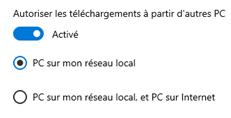 Autoriser les téléchargements à partir d'autres PC
Activé
PC sur mon réseau local
PC sur mon réseau local, et PC sur Internet